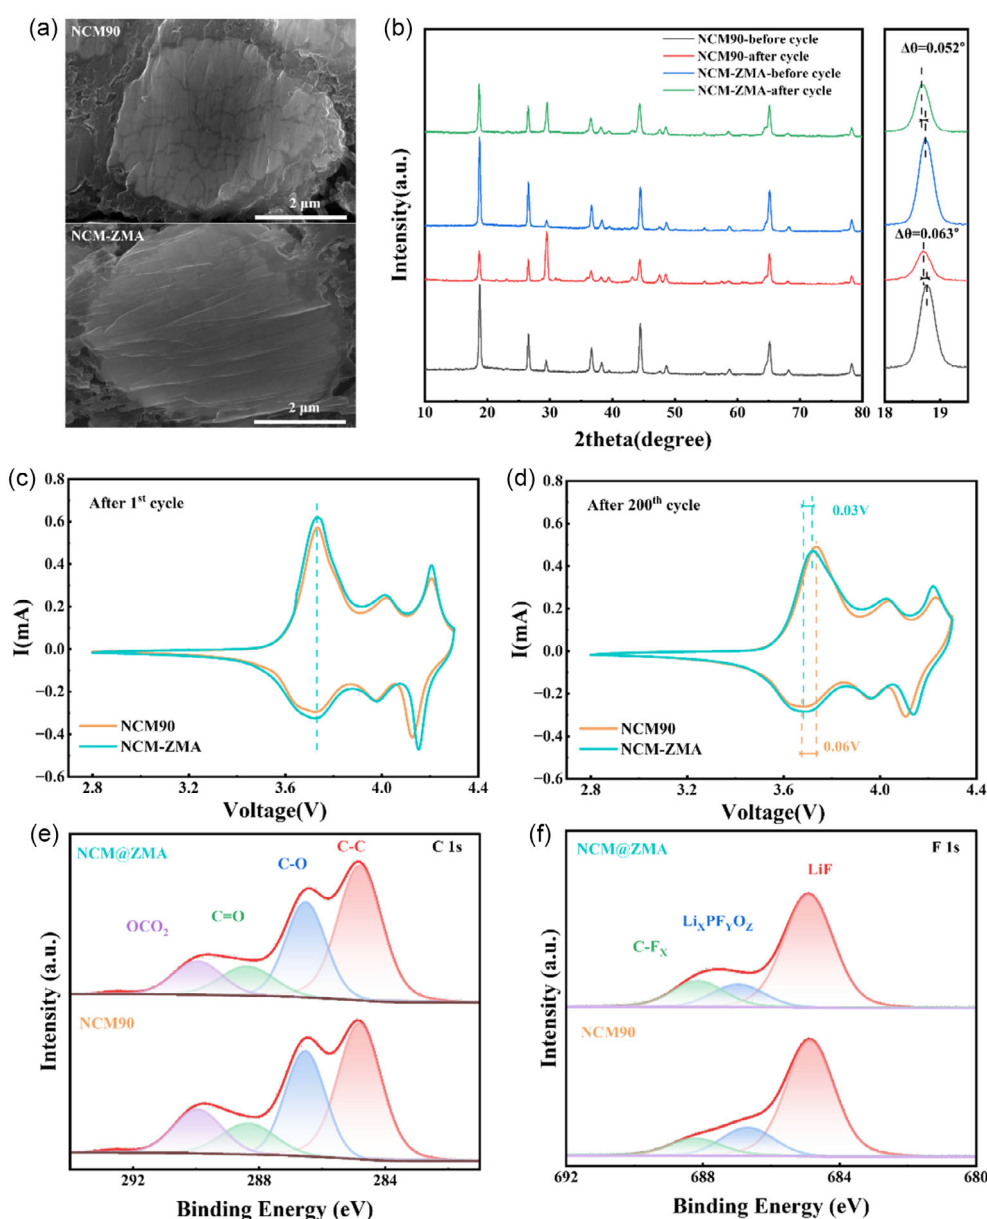 (a)
NCM90
2 μm
NCM-ZMA
2 μm
(b)
NCM90-before cycle
NCM90-after cycle
NCM-ZMA-before cycle
NCM-ZMA-after cycle
Δθ=0.052°
Δθ=0.063°
Intensity(a.u.)
10 20 30 40 50 60 70 80
18 19
2theta(degree)
(c)
After 1st cycle
0.8
0.6
0.4
0.2
0.0
−0.2
−0.4
−0.6
I(mA)
NCM90
NCM-ZMA
2.8 3.2 3.6 4.0 4.4
Voltage(V)
(d)
After 200th cycle
0.03V
0.06V
0.8
0.6
0.4
0.2
0.0
−0.2
−0.4
−0.6
I(mA)
NCM90
NCM-ZMA
2.8 3.2 3.6 4.0 4.4
Voltage(V)
(e)
NCM@ZMA
C 1s
C-C
C-O
C=O
OCO2
NCM90
Intensity (a.u.)
292 288 284
Binding Energy (eV)
(f)
NCM@ZMA
F 1s
LiF
LiXPFYOZ
C-FX
NCM90
Intensity (a.u.)
692 688 684 680
Binding Energy (eV)